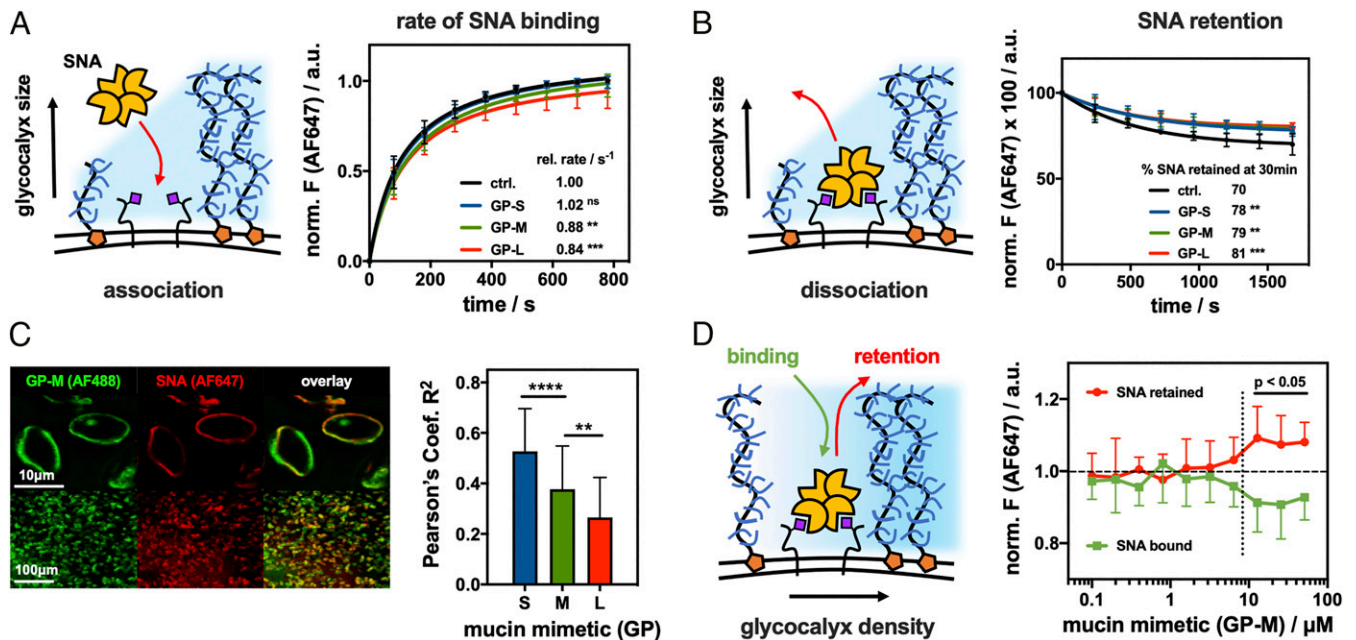 A
rate of SNA binding
SNA
glycocalyx size
association
norm. F (AF647) / a.u.
1.0
0.5
0.0
rel. rate / s⁻¹
ctrl. 1.00
GP-S 1.02 ns
GP-M 0.88 **
GP-L 0.84 ***
0 200 400 600 800
time / s
B
SNA retention
glycocalyx size
dissociation
norm. F (AF647) x 100 / a.u.
100
50
0
% SNA retained at 30min
ctrl. 70
GP-S 78 **
GP-M 79 **
GP-L 81 ***
0 500 1000 1500
time / s
C
GP-M (AF488) SNA (AF647) overlay
10µm
100µm
Pearson's Coef. R²
0.8
0.6
0.4
0.2
0.0
****
**
S M L
mucin mimetic (GP)
D
binding retention
glycocalyx density
norm. F (AF647) / a.u.
1.2
1.0
0.8
SNA retained
p < 0.05
SNA bound
0.1 1 10 100
mucin mimetic (GP-M) / µM